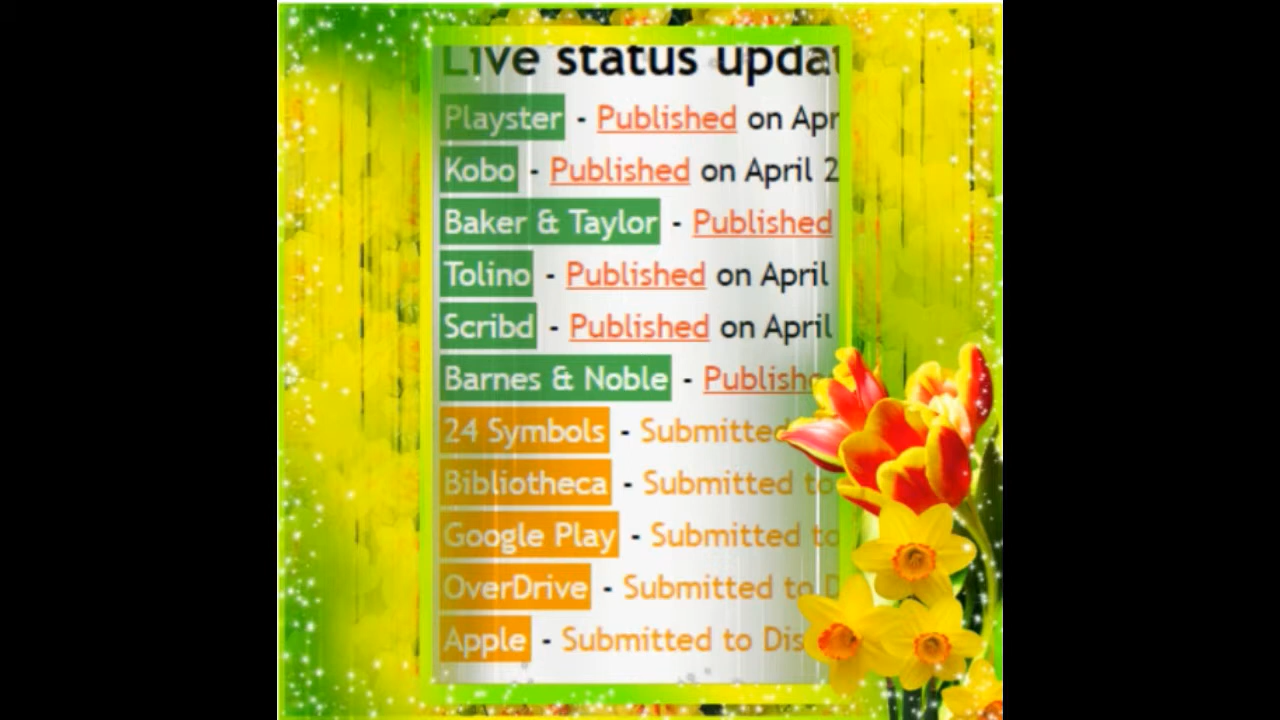 Live status updat
Playster - Published on Apr
Kobo - Published on April 2
Baker & Taylor - Published
Tolino - Published on April
Scribd - Published on April
Barnes & Noble - Publishe
24 Symbols - Submitted
Bibliotheca - Submitted to
Google Play - Submitted to
OverDrive - Submitted to D
Apple - Submitted to Dis